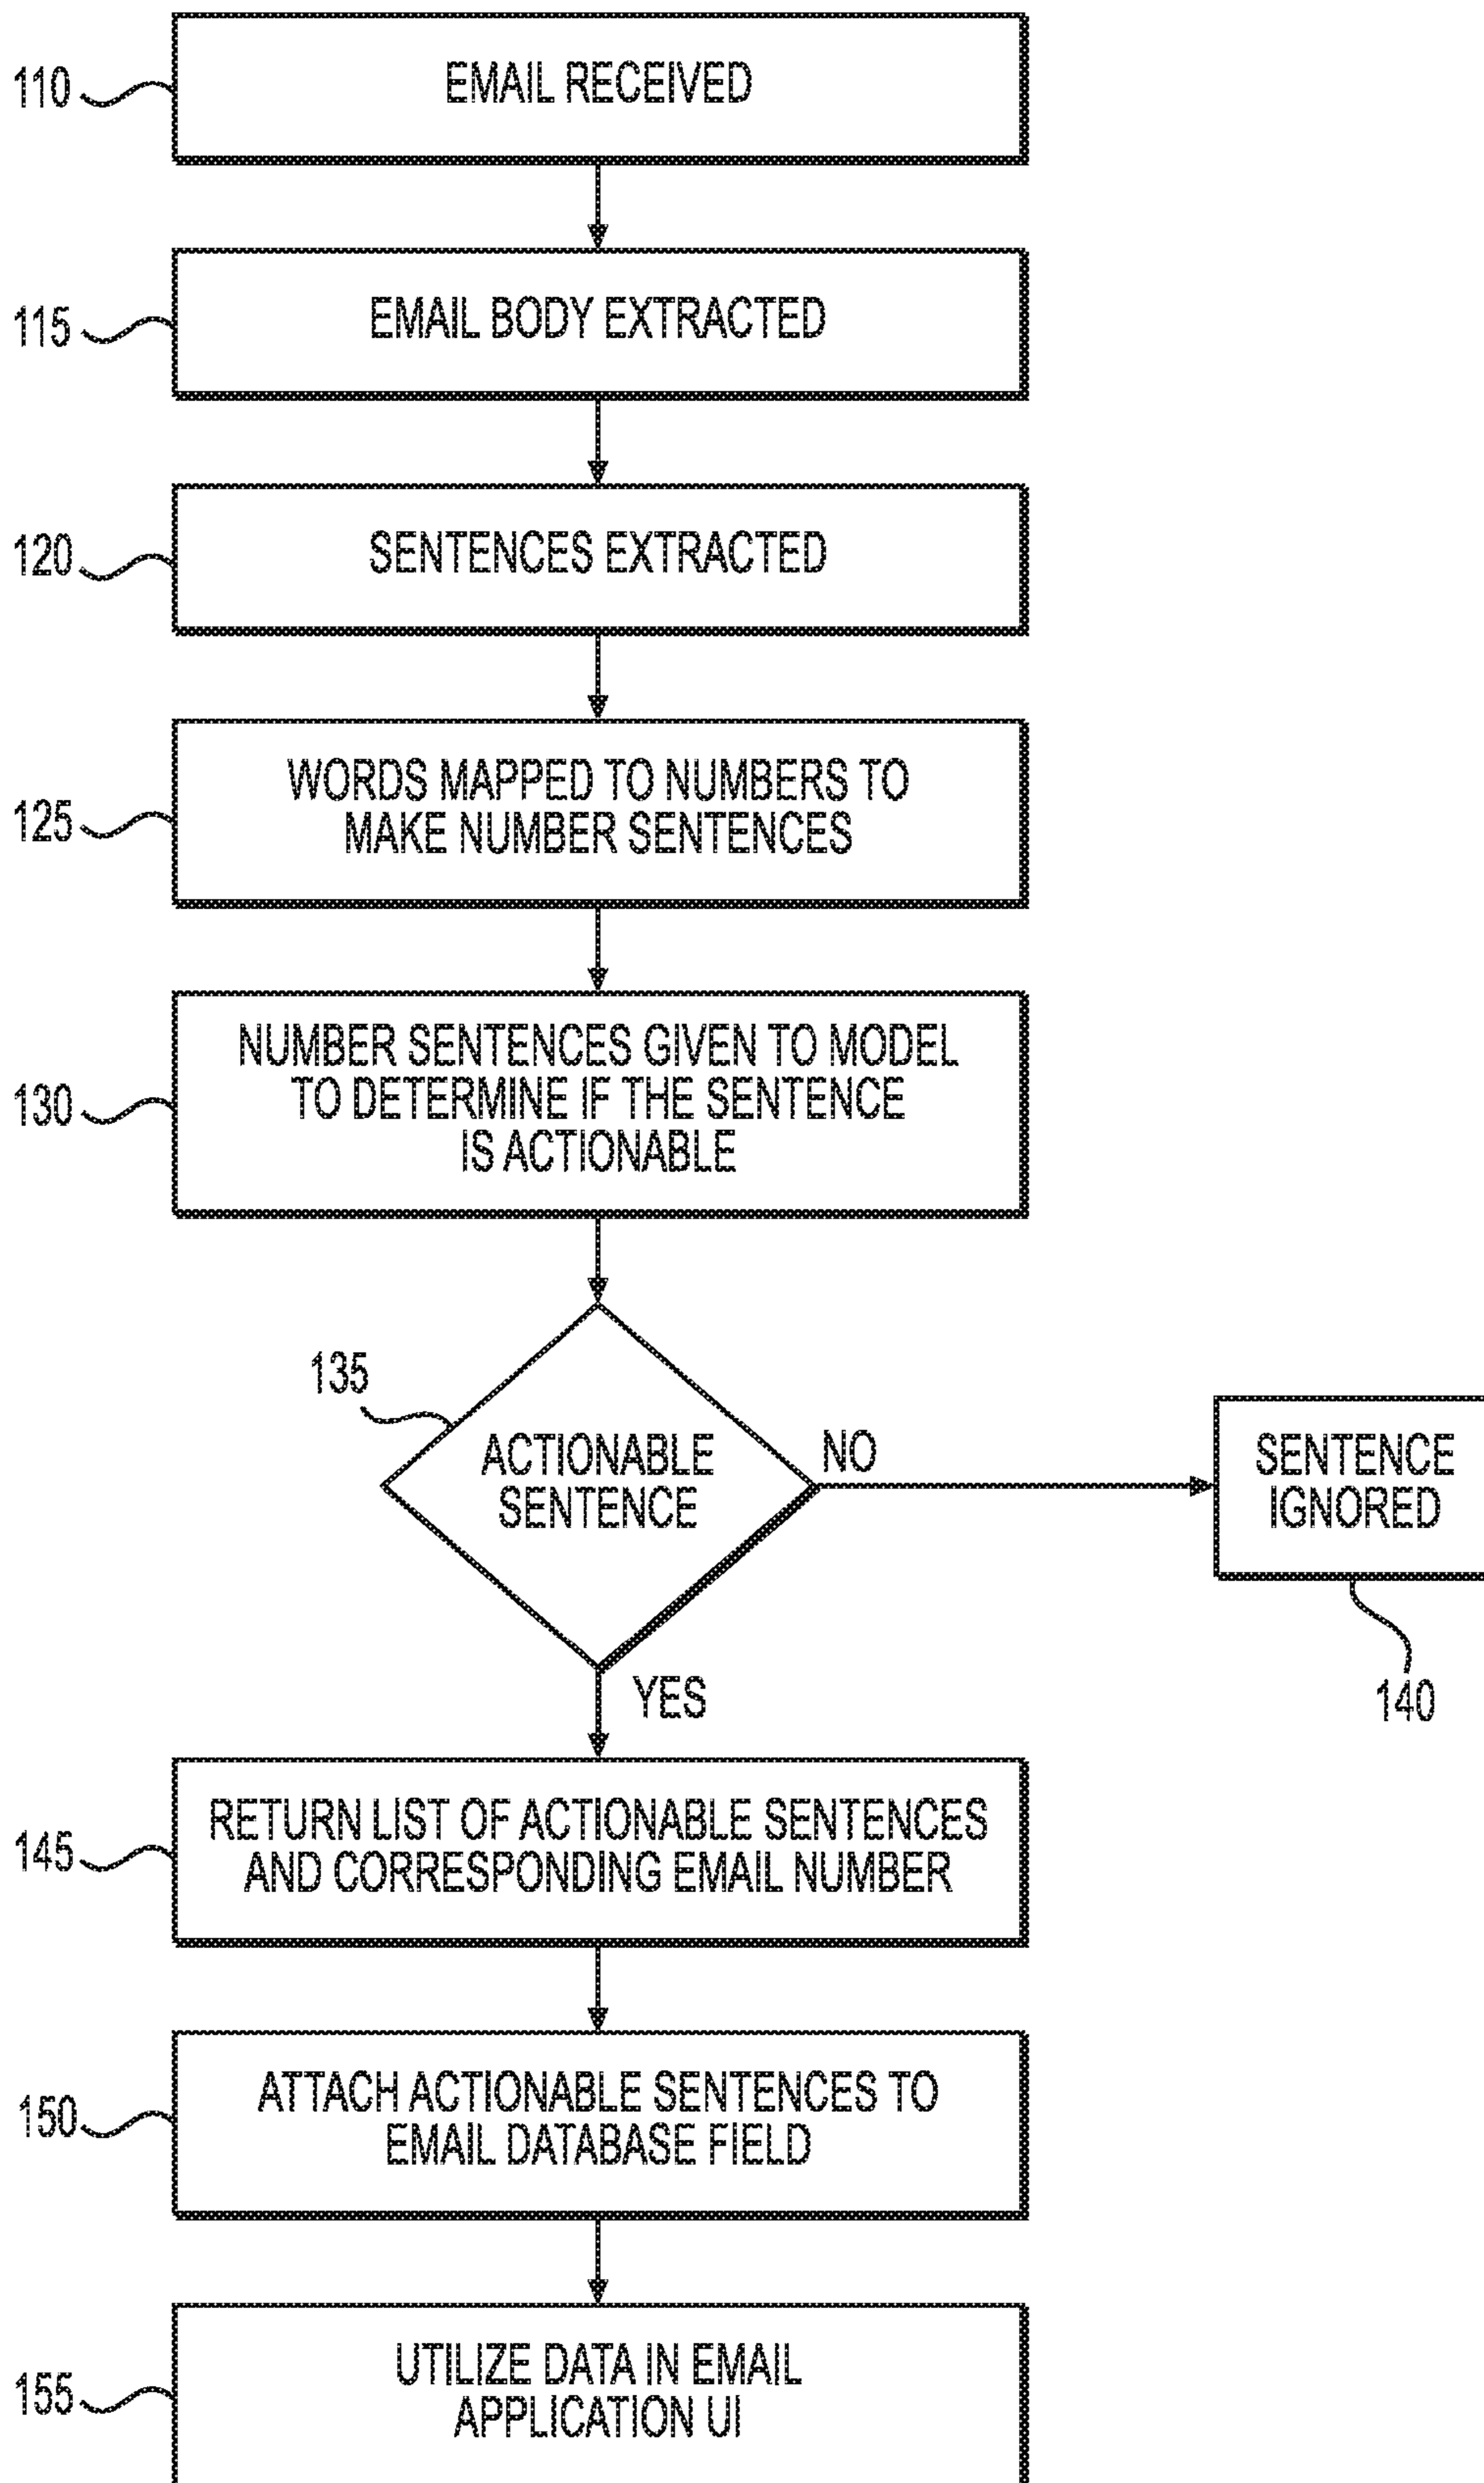 110
EMAIL RECEIVED
115
EMAIL BODY EXTRACTED
120
SENTENCES EXTRACTED
125
WORDS MAPPED TO NUMBERS TO
MAKE NUMBER SENTENCES
130
NUMBER SENTENCES GIVEN TO MODEL
TO DETERMINE IF THE SENTENCE
IS ACTIONABLE
135
ACTIONABLE
SENTENCE
NO
SENTENCE
IGNORED
140
YES
145
RETURN LIST OF ACTIONABLE SENTENCES
AND CORRESPONDING EMAIL NUMBER
150
ATTACH ACTIONABLE SENTENCES TO
EMAIL DATABASE FIELD
155
UTILIZE DATA IN EMAIL
APPLICATION UI